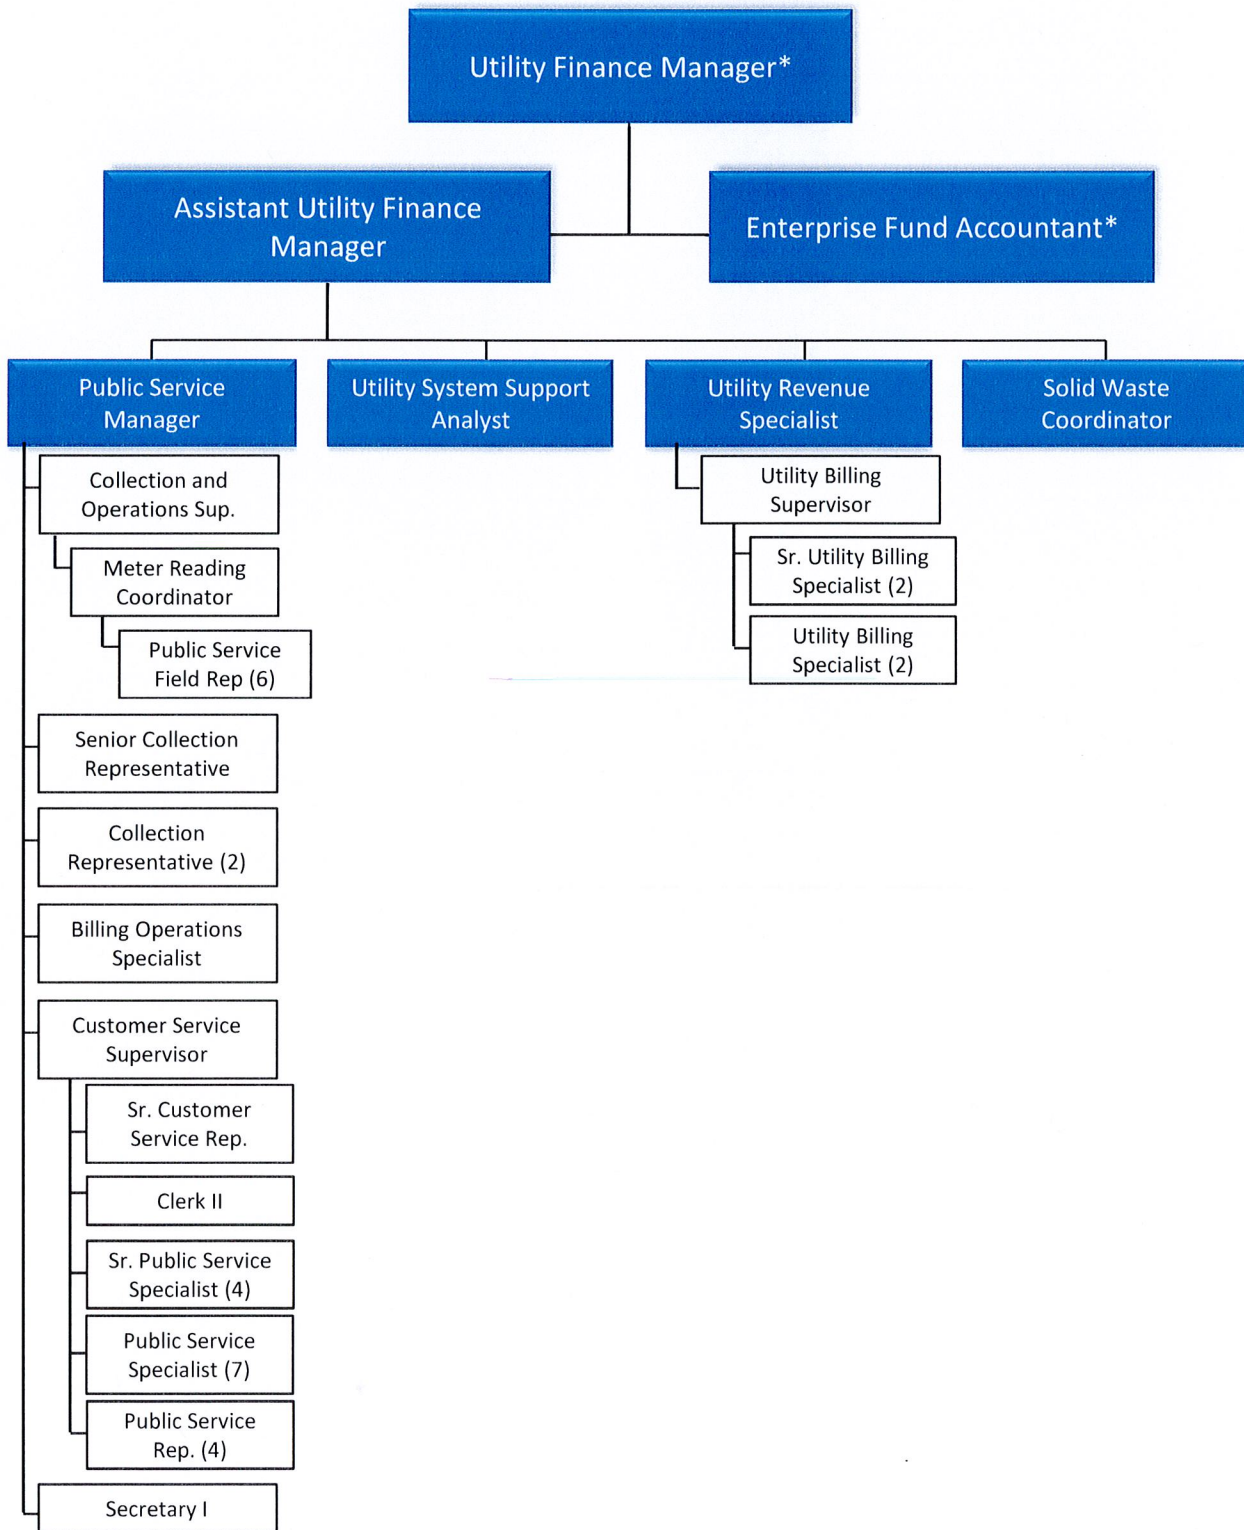 Utility Finance Manager*
Assistant Utility Finance
Manager
Enterprise Fund Accountant*
Public Service
Manager
Utility System Support
Analyst
Utility Revenue
Specialist
Solid Waste
Coordinator
Collection and
Operations Sup.
Meter Reading
Coordinator
Public Service
Field Rep (6)
Senior Collection
Representative
Collection
Representative (2)
Billing Operations
Specialist
Customer Service
Supervisor
Sr. Customer
Service Rep.
Clerk II
Sr. Public Service
Specialist (4)
Public Service
Specialist (7)
Public Service
Rep. (4)
Secretary I
Utility Billing
Supervisor
Sr. Utility Billing
Specialist (2)
Utility Billing
Specialist (2)